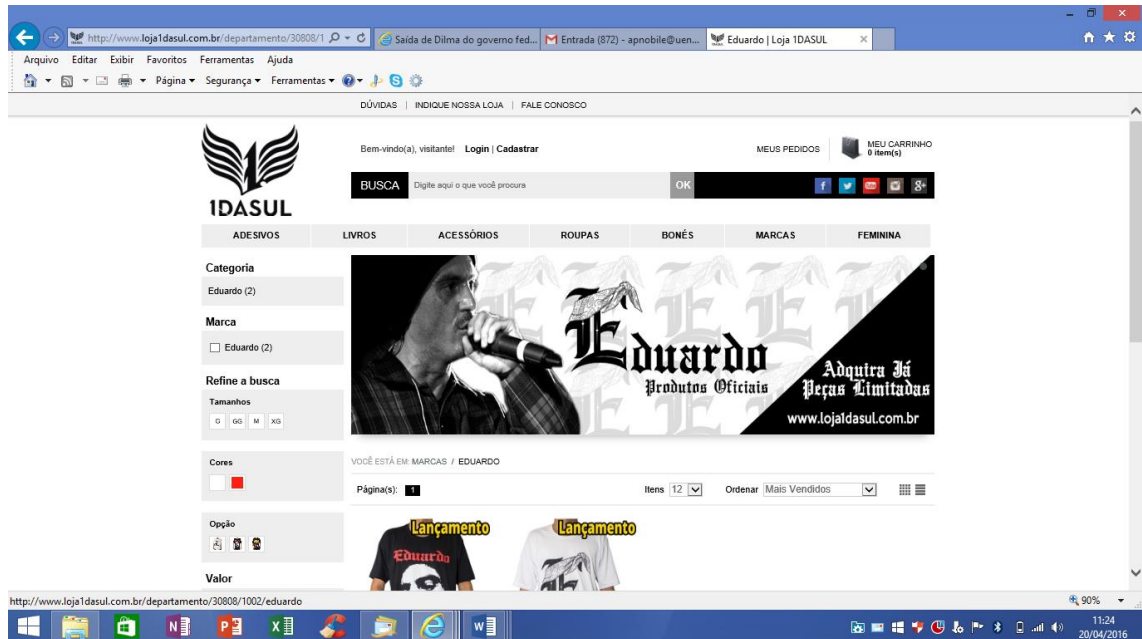 http://www.loja1dasul.com.br/departamento/30808/1
Saída de Dilma do governo fed...
Entrada (872) - apnobile@uen...
Eduardo | Loja 1DASUL
Arquivo Editar Exibir Favoritos Ferramentas Ajuda
Página Segurança Ferramentas
DÚVIDAS | INDIQUE NOSSA LOJA | FALE CONOSCO
1DASUL
Bem-vindo(a), visitante! Login | Cadastrar
MEUS PEDIDOS
MEU CARRINHO
0 item(s)
BUSCA Digite aqui o que você procura OK
ADESIVOS LIVROS ACESSÓRIOS ROUPAS BONÉS MARCAS FEMININA
Categoria
Eduardo (2)
Marca
Eduardo (2)
Refine a busca
Tamanhos
G GG M XG
Cores
Opção
Valor
Eduardo
Produtos Oficiais
Adquira Já
Peças Limitadas
www.loja1dasul.com.br
VOCÊ ESTÁ EM: MARCAS / EDUARDO
Página(s): 1 Itens 12 Ordenar Mais Vendidos
Lançamento Lançamento
Eduardo
http://www.loja1dasul.com.br/departamento/30808/1002/eduardo
90%
11:24
20/04/2016